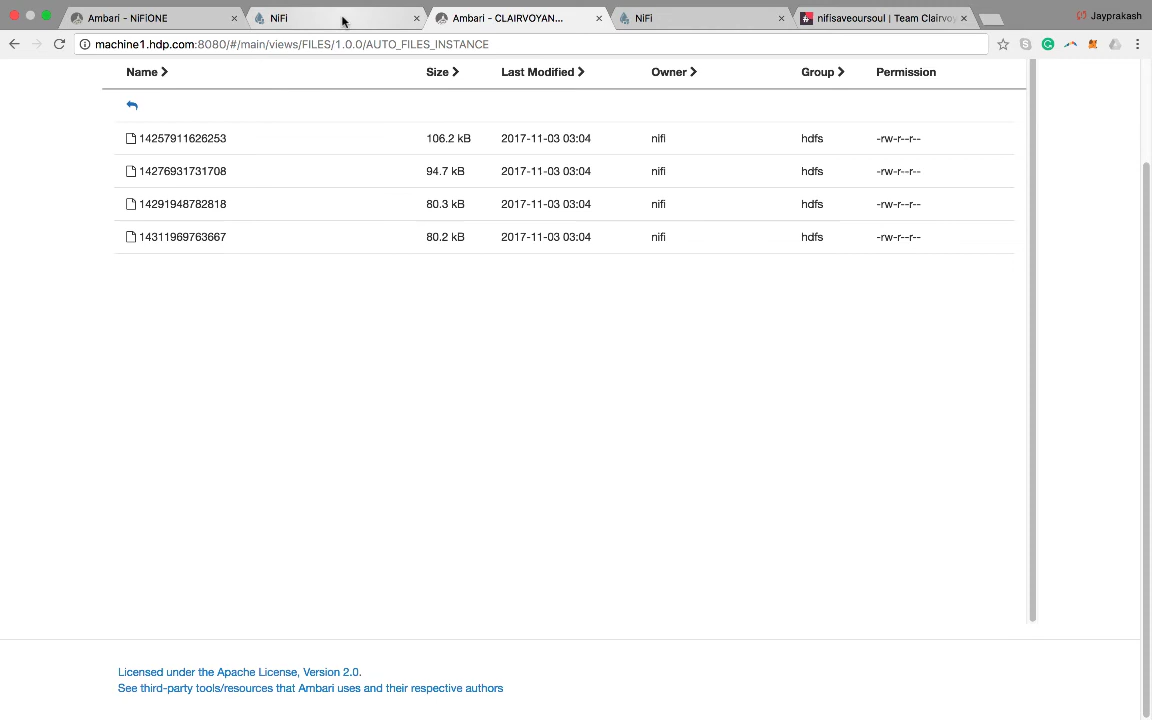 Ambari - NiFiONE
NiFi
Ambari - CLAIRVOYAN...
NiFi
nifisaveoursoul | Team Clairvo
Jayprakash
machine1.hdp.com:8080/#/main/views/FILES/1.0.0/AUTO_FILES_INSTANCE
Name Size Last Modified Owner Group Permission
14257911626253 106.2 kB 2017-11-03 03:04 nifi hdfs -rw-r--r--
14276931731708 94.7 kB 2017-11-03 03:04 nifi hdfs -rw-r--r--
14291948782818 80.3 kB 2017-11-03 03:04 nifi hdfs -rw-r--r--
14311969763667 80.2 kB 2017-11-03 03:04 nifi hdfs -rw-r--r--
Licensed under the Apache License, Version 2.0.
See third-party tools/resources that Ambari uses and their respective authors